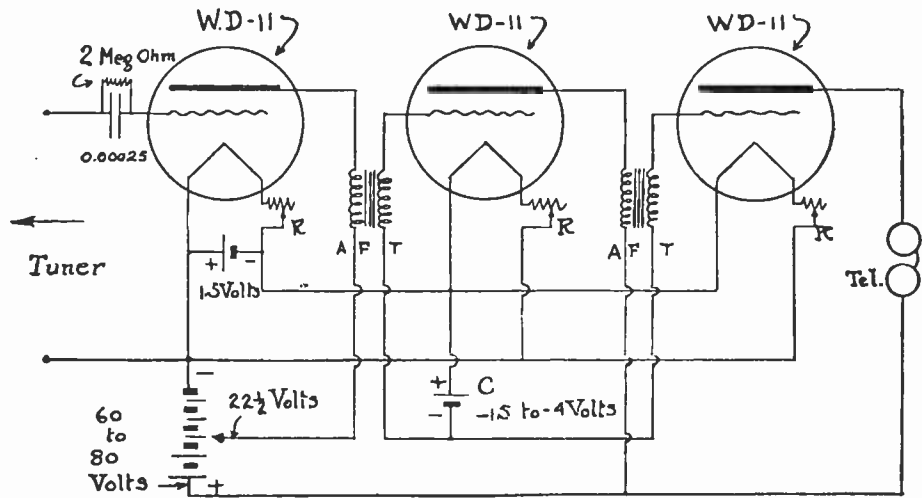 W.D-11
WD-11
WD-11
2 Meg Ohm
0.00025
R
R
R
A F T
A F T
Tuner
+ -
1.5 Volts
Tel.
-
+
C
-
-1.5 to -4 Volts
22½ Volts
60
to
80
Volts
+